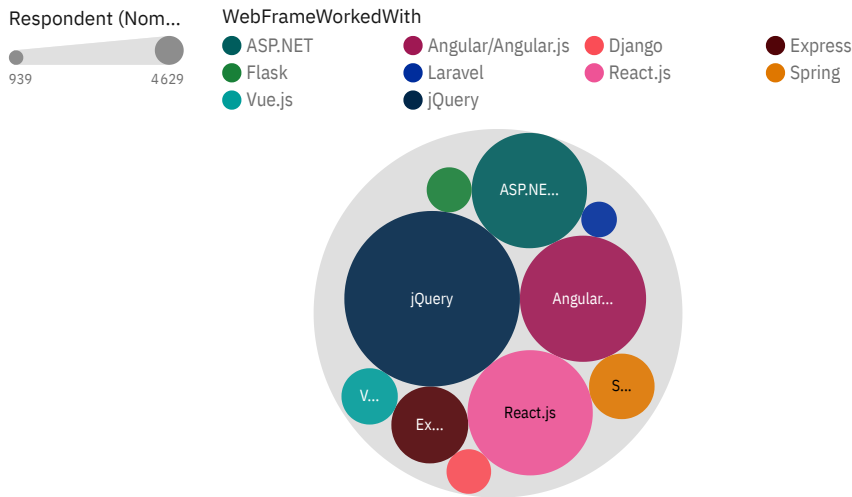 Respondent (Nom...
939 4629
WebFrameWorkedWith
ASP.NET Angular/Angular.js Django Express
Flask Laravel React.js Spring
Vue.js jQuery
ASP.NE...
jQuery Angular...
S...
V... React.js
Ex...